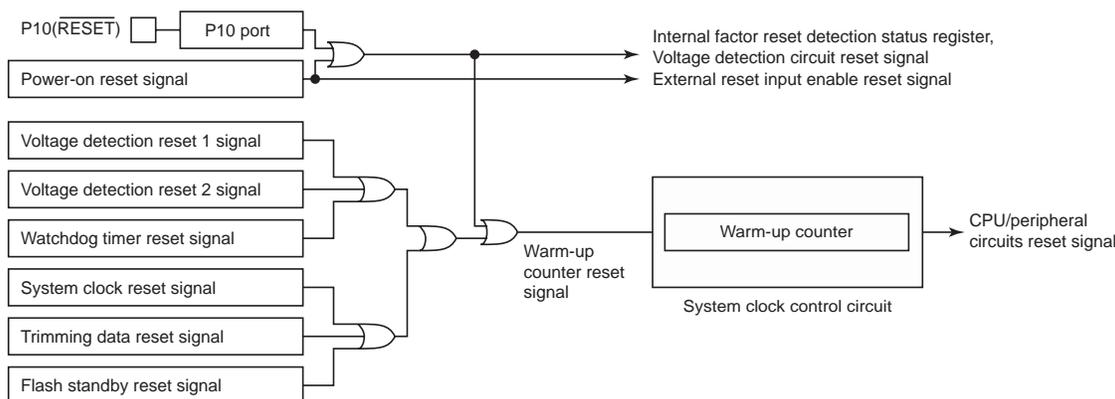 P10(RESET)
P10 port
Internal factor reset detection status register,
Voltage detection circuit reset signal
Power-on reset signal
External reset input enable reset signal
Voltage detection reset 1 signal
Voltage detection reset 2 signal
Watchdog timer reset signal
System clock reset signal
Trimming data reset signal
Flash standby reset signal
Warm-up
counter reset
signal
Warm-up counter
System clock control circuit
CPU/peripheral
circuits reset signal